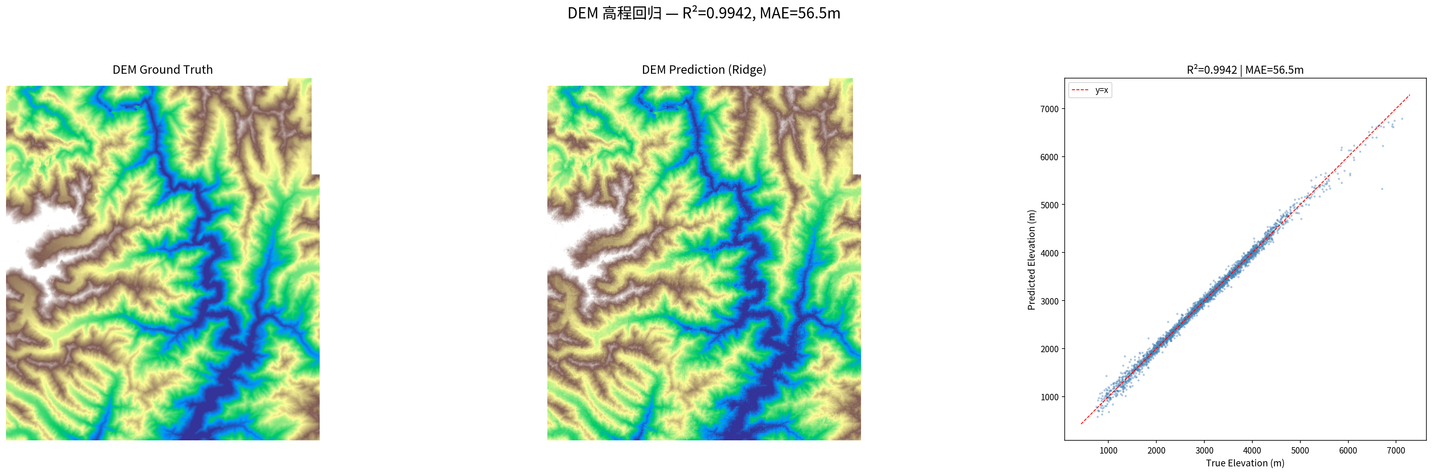 DEM 高程回归 — R²=0.9942, MAE=56.5m
DEM Ground Truth
DEM Prediction (Ridge)
R²=0.9942 | MAE=56.5m
y=x
Predicted Elevation (m)
7000
6000
5000
4000
3000
2000
1000
1000 2000 3000 4000 5000 6000 7000
True Elevation (m)